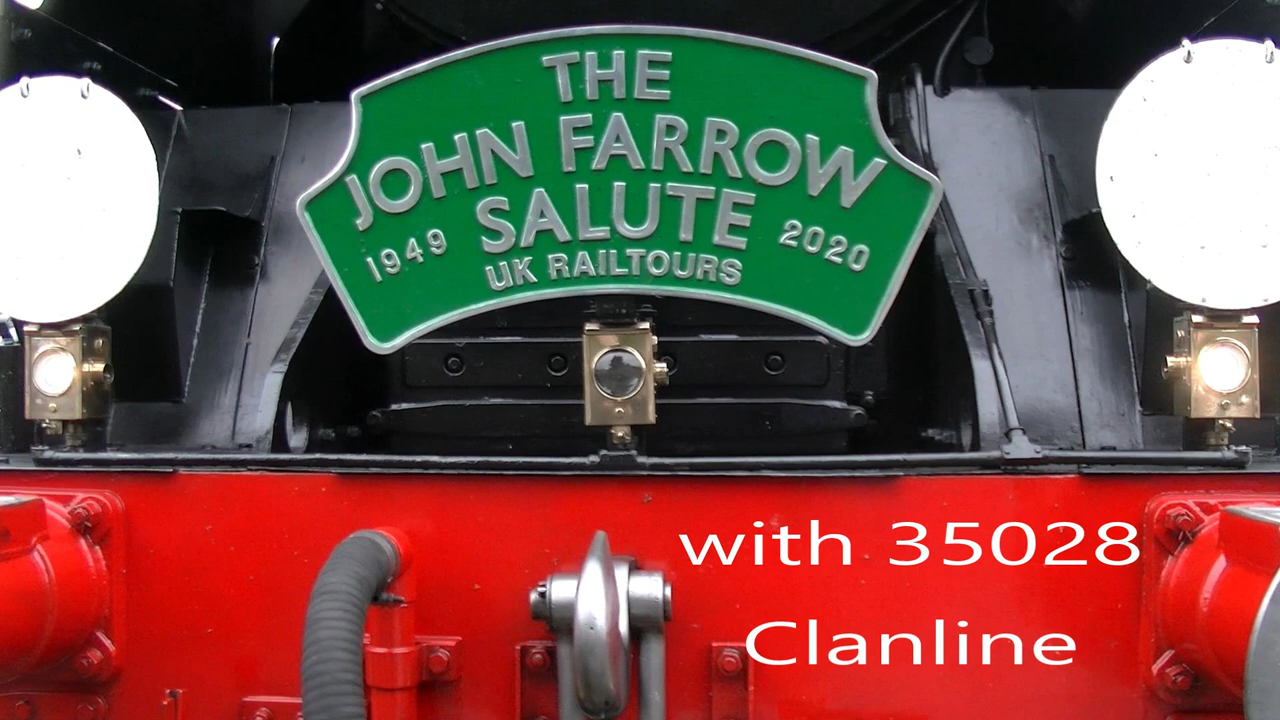 THE
JOHN FARROW
SALUTE
1949 2020
UK RAILTOURS
with 35028
Clanline